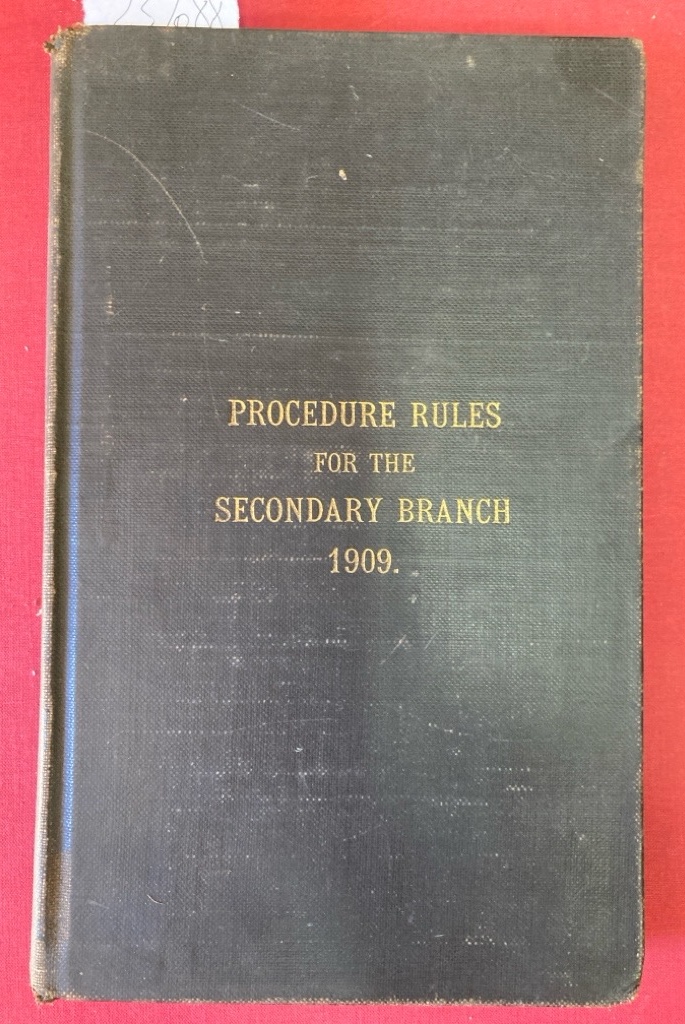 PROCEDURE RULES
FOR THE
SECONDARY BRANCH
1909.